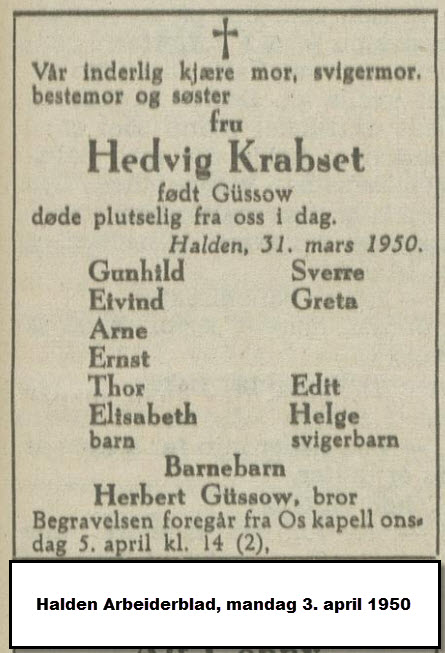 Vår inderlig kjære mor, svigermor,
bestemor og søster
fru
Hedvig Krabset
født Güssow
døde plutselig fra oss i dag.
Halden, 31. mars 1950.
Gunhild Sverre
Eivind Greta
Arne
Ernst
Thor Edit
Elisabeth Helge
barn svigerbarn
Barnebarn
Herbert Güssow, bror
Begravelsen foregår fra Os kapell ons-
dag 5. april kl. 14 (2),
Halden Arbeiderblad, mandag 3. april 1950